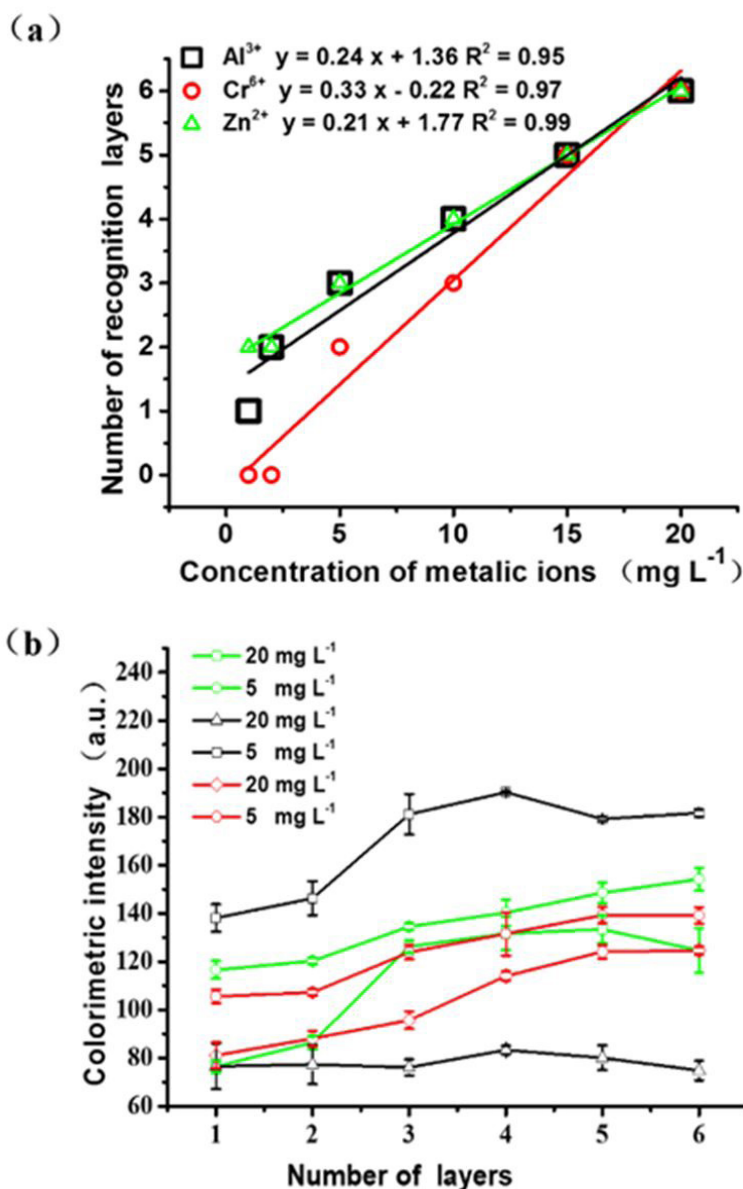 （a）
Al³⁺ y = 0.24 x + 1.36 R² = 0.95
Cr⁶⁺ y = 0.33 x - 0.22 R² = 0.97
Zn²⁺ y = 0.21 x + 1.77 R² = 0.99
Number of recognition layers
6
5
4
3
2
1
0
0 5 10 15 20
Concentration of metalic ions （mg L⁻¹）
（b）
20 mg L⁻¹
5 mg L⁻¹
20 mg L⁻¹
5 mg L⁻¹
20 mg L⁻¹
5 mg L⁻¹
Colorimetric intensity （a.u.）
240
220
200
180
160
140
120
100
80
60
1 2 3 4 5 6
Number of layers